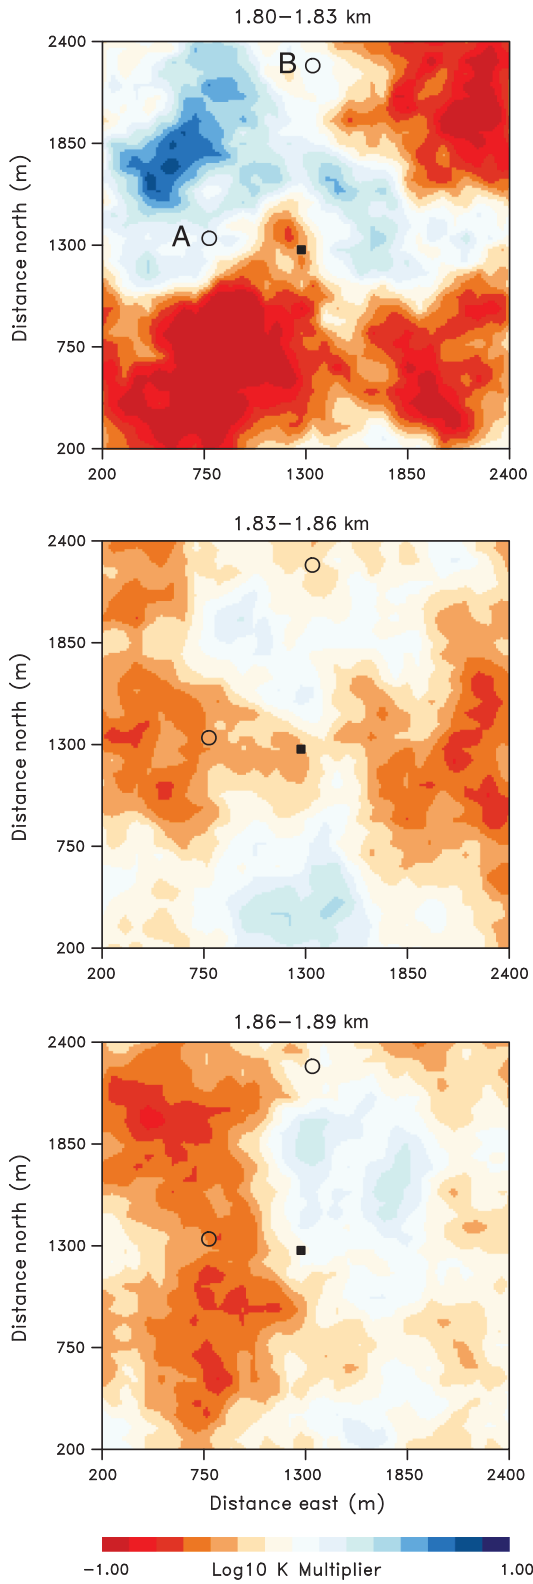 1.80–1.83 km
2400
B
1850
A
1300
750
200
Distance north (m)
200 750 1300 1850 2400
1.83–1.86 km
2400
1850
1300
750
200
Distance north (m)
200 750 1300 1850 2400
1.86–1.89 km
2400
1850
1300
750
200
Distance north (m)
200 750 1300 1850 2400
Distance east (m)
−1.00 Log10 K Multiplier 1.00